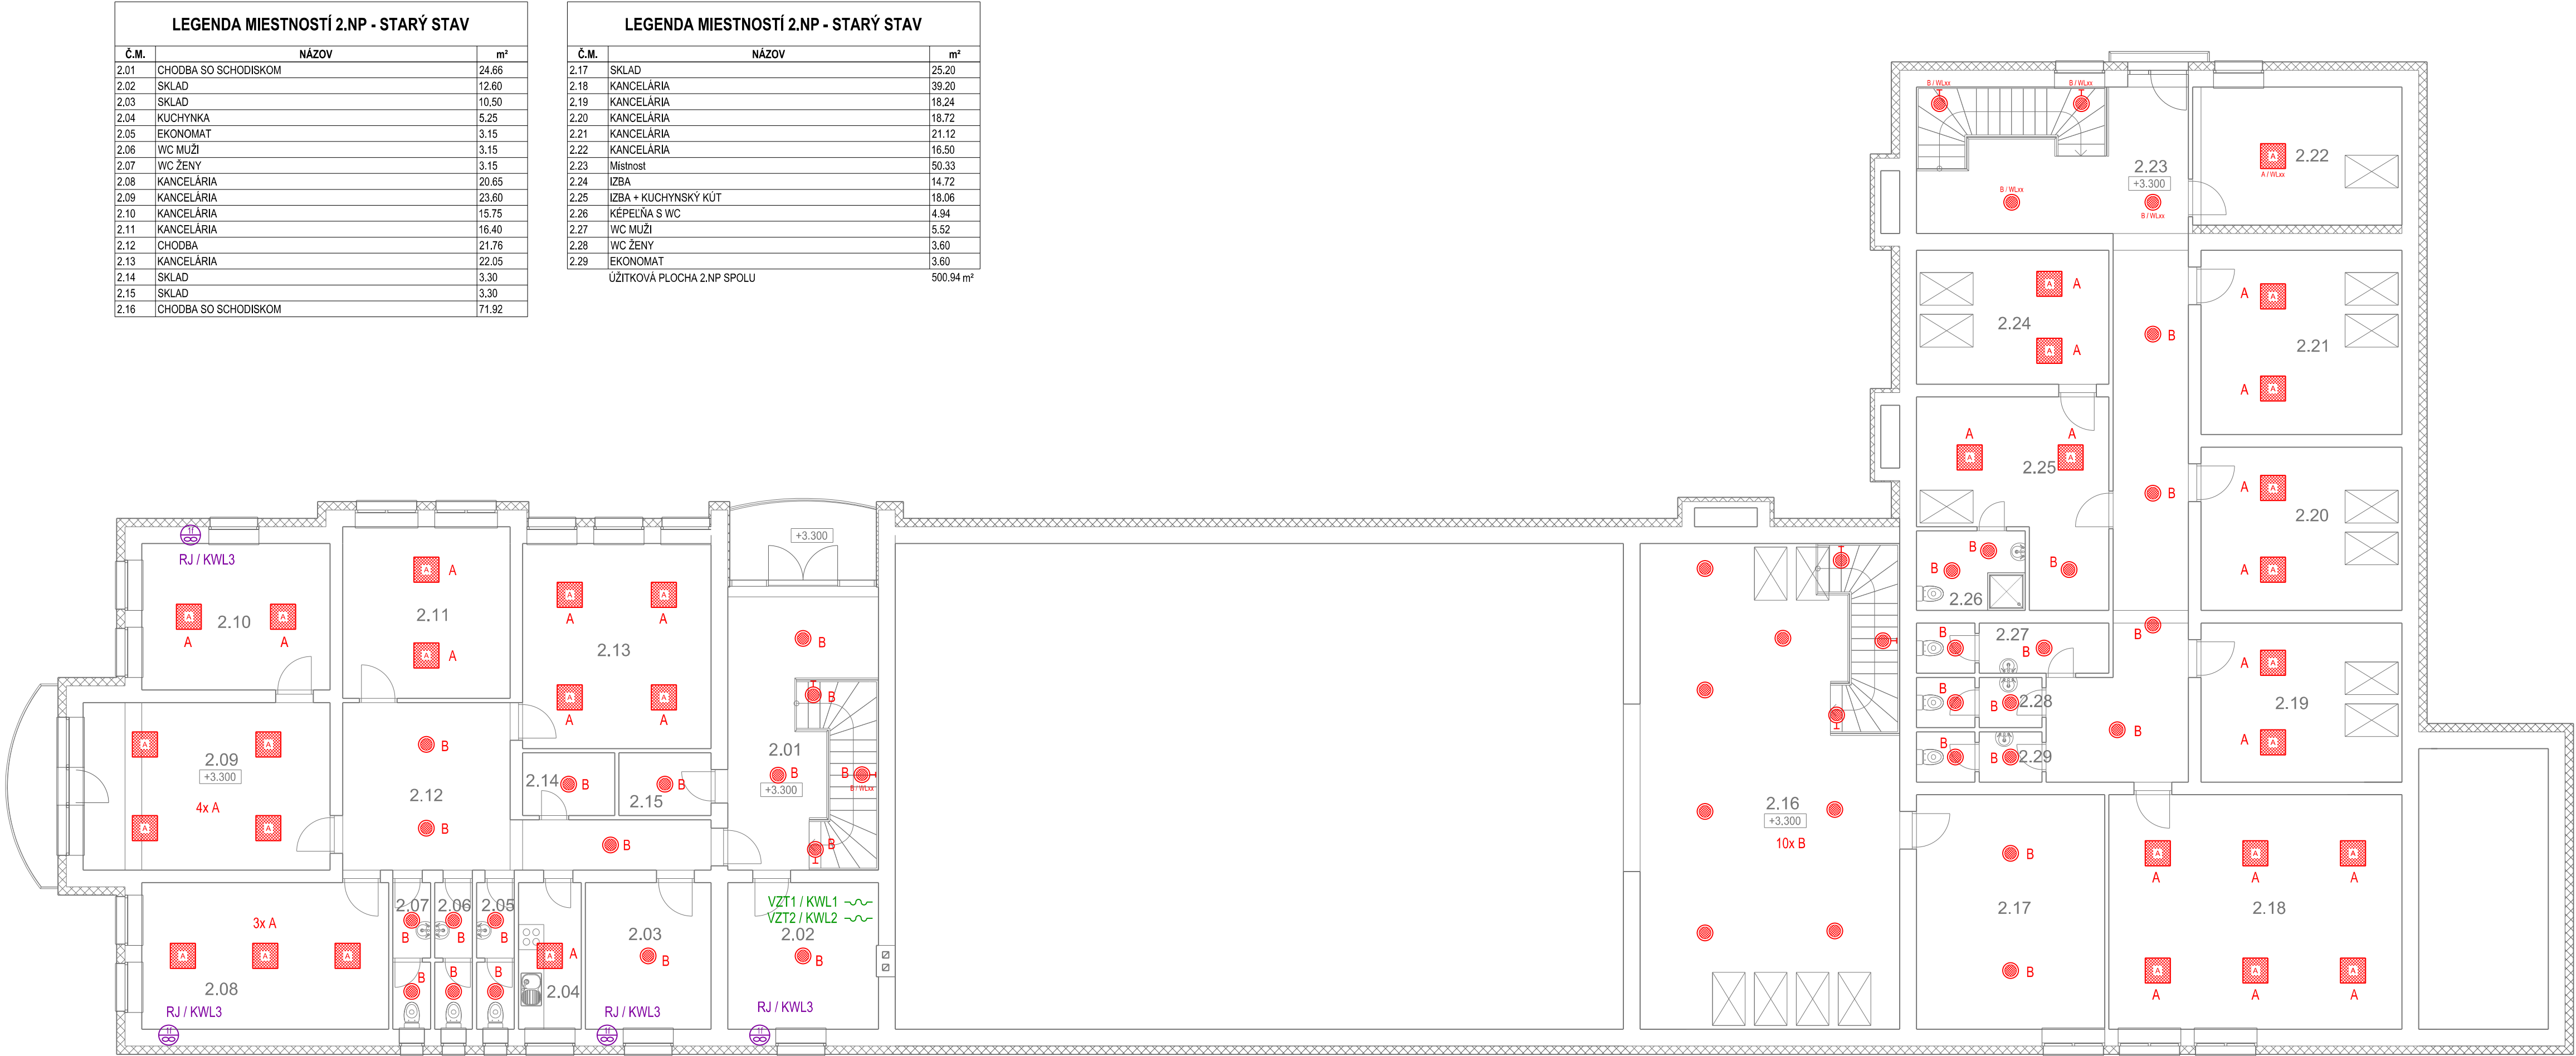 LEGENDA MIESTNOSTÍ 2.NP - STARÝ STAV
Č.M. NÁZOV m²
2.01 CHODBA SO SCHODISKOM 24.66
2.02 SKLAD 12.60
2.03 SKLAD 10.50
2.04 KUCHYNKA 5.25
2.05 EKONOMAT 3.15
2.06 WC MUŽI 3.15
2.07 WC ŽENY 3.15
2.08 KANCELÁRIA 20.65
2.09 KANCELÁRIA 23.60
2.10 KANCELÁRIA 15.75
2.11 KANCELÁRIA 16.40
2.12 CHODBA 21.76
2.13 KANCELÁRIA 22.05
2.14 SKLAD 3.30
2.15 SKLAD 3.30
2.16 CHODBA SO SCHODISKOM 71.92
LEGENDA MIESTNOSTÍ 2.NP - STARÝ STAV
Č.M. NÁZOV m²
2.17 SKLAD 25.20
2.18 KANCELÁRIA 39.20
2.19 KANCELÁRIA 18.24
2.20 KANCELÁRIA 18.72
2.21 KANCELÁRIA 21.12
2.22 KANCELÁRIA 16.50
2.23 Místnost 50.33
2.24 IZBA 14.72
2.25 IZBA + KUCHYNSKÝ KÚT 18.06
2.26 KÉPEĽŇA S WC 4.94
2.27 WC MUŽI 5.52
2.28 WC ŽENY 3.60
2.29 EKONOMAT 3.60
ÚŽITKOVÁ PLOCHA 2.NP SPOLU 500.94 m²
B / WLxx
B / WLxx
A
2.22
A / WLxx
2.23
+3.300
B / WLxx
B / WLxx
A A
2.24
A A
A A
2.21
A A
B
A A
A A
2.25
B
A A
2.20
A A
B
B
B
2.26
B
2.27
B
B
A A
2.19
A A
B
B
2.28
B
B
B
2.29
1f
RJ / KWL3
A A
2.10
A A
A A
2.11
A A
A A
A A
2.13
A A
A A
+3.300
B
B
2.01
B
+3.300
B
B / WLxx
B
A A
2.09
+3.300
4x A
A A
B
2.12
B
2.14
B
2.15
B
B
2.16
+3.300
10x B
3x A
A A A
2.08
RJ / KWL3
1f
2.07
B
B
2.06
B
B
2.05
B
B
A A
2.04
2.03
B
RJ / KWL3
1f
VZT1 / KWL1
VZT2 / KWL2
2.02
B
RJ / KWL3
1f
B
2.17
B
A A A
A A A
2.18
A A A
A A A